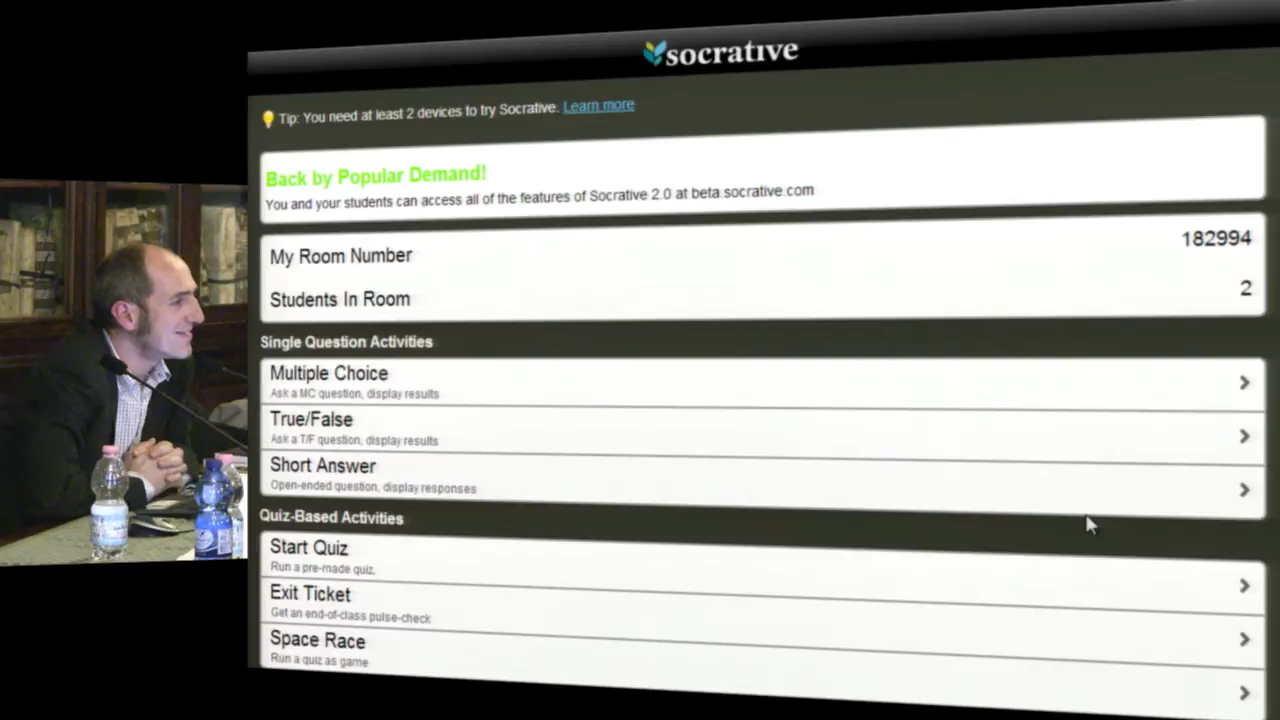 socrative
Tip: You need at least 2 devices to try Socrative. Learn more
Back by Popular Demand!
You and your students can access all of the features of Socrative 2.0 at beta.socrative.com
My Room Number 182994
Students In Room 2
Single Question Activities
Multiple Choice
Ask a MC question, display results
True/False
Ask a T/F question, display results
Short Answer
Open-ended question, display responses
Quiz-Based Activities
Start Quiz
Run a pre-made quiz.
Exit Ticket
Get an end-of-class pulse-check
Space Race
Run a quiz as game